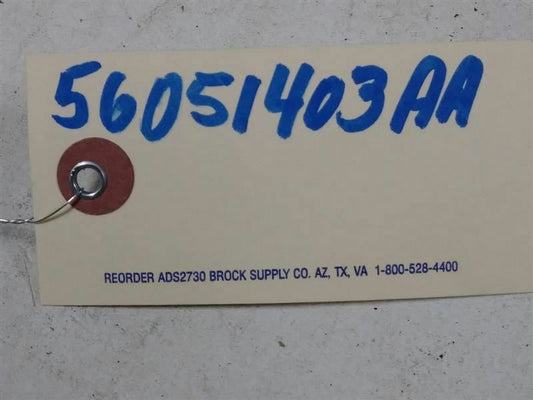 56051403AA
REORDER ADS2730 BROCK SUPPLY CO. AZ, TX, VA 1-800-528-4400